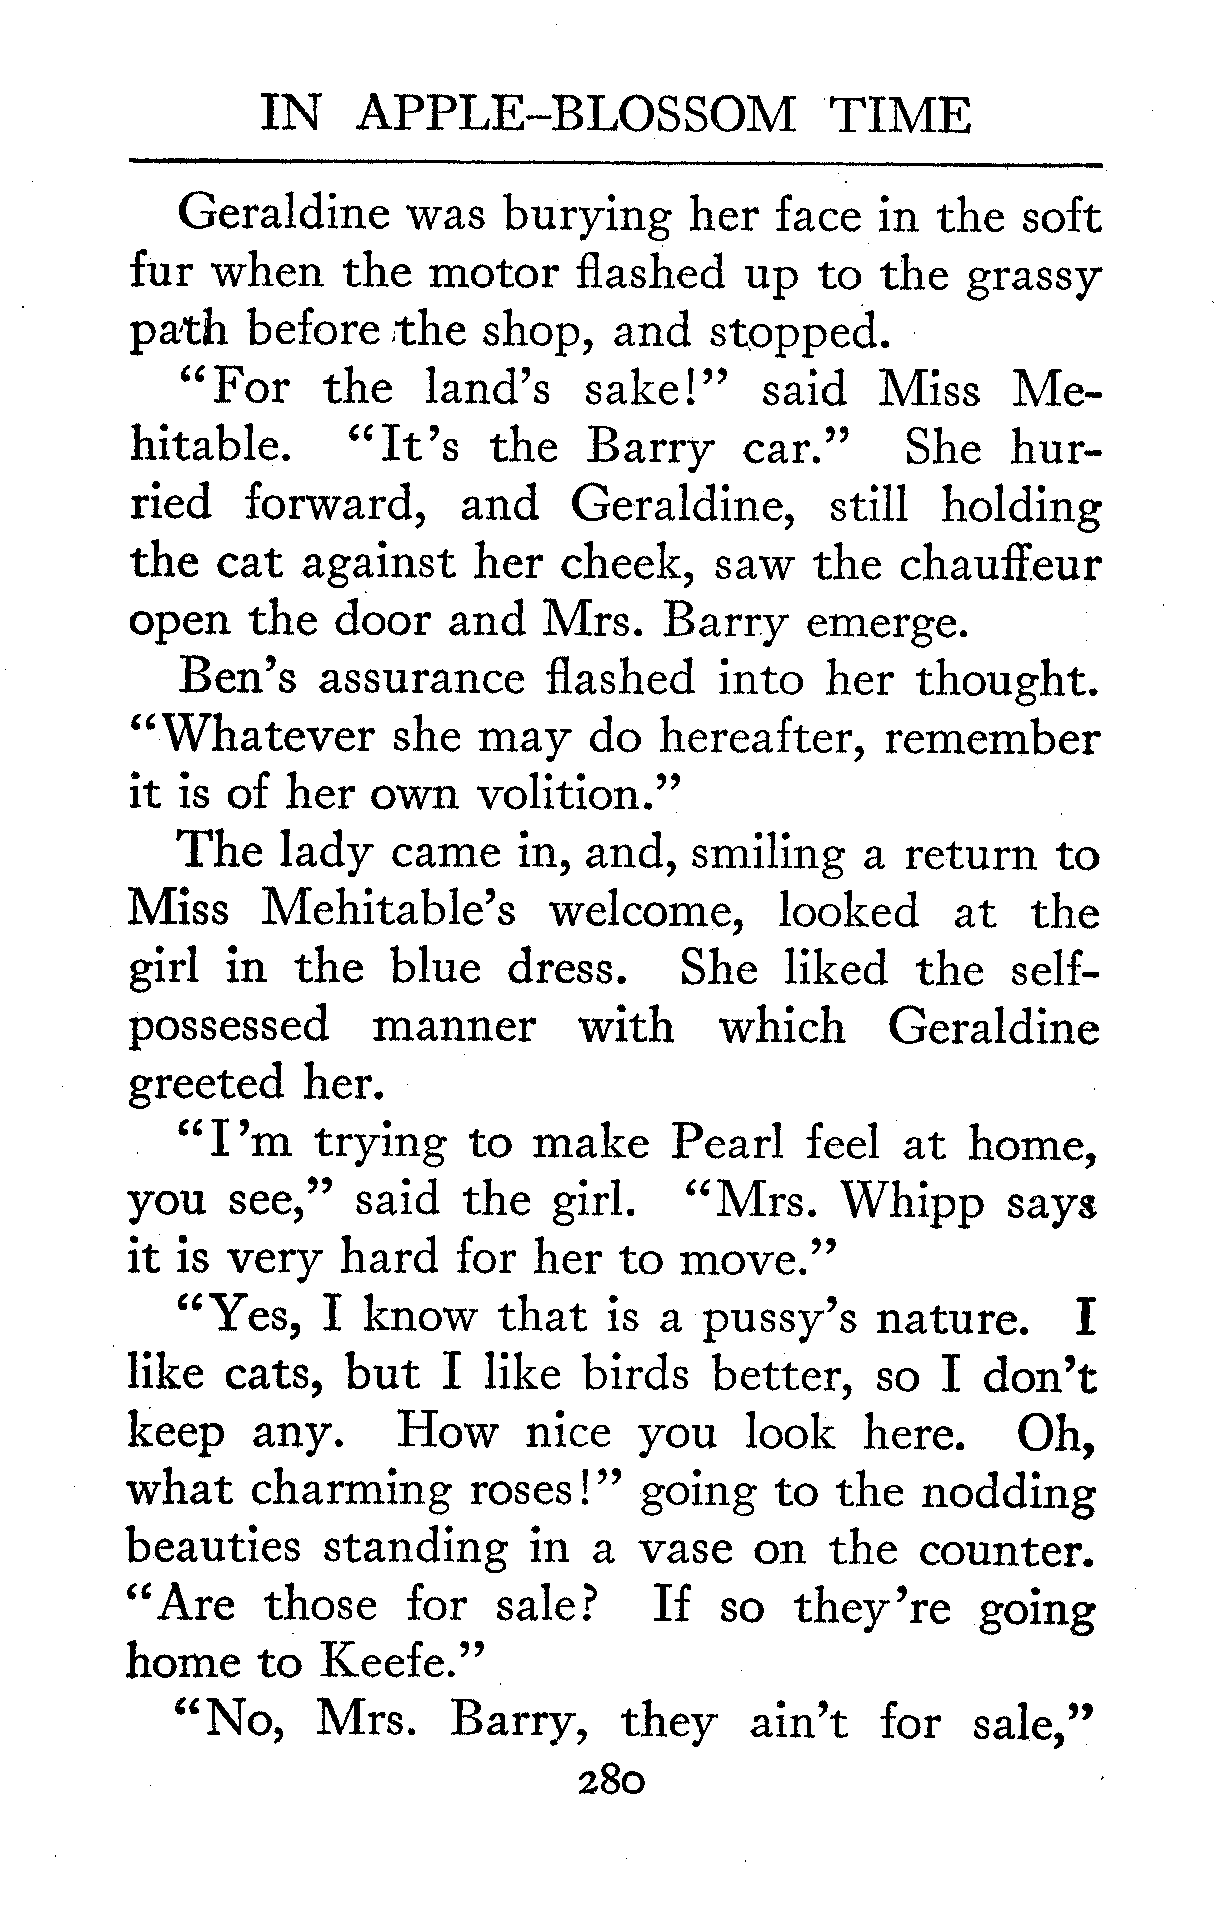 IN APPLE-BLOSSOM TIME
Geraldine was burying her face in the soft
fur when the motor flashed up to the grassy
path before the shop, and stopped.
“For the land’s sake!” said Miss Me-
hitable. “It’s the Barry car.” She hur-
ried forward, and Geraldine, still holding
the cat against her cheek, saw the chauffeur
open the door and Mrs. Barry emerge.
Ben’s assurance flashed into her thought.
“Whatever she may do hereafter, remember
it is of her own volition.”
The lady came in, and, smiling a return to
Miss Mehitable’s welcome, looked at the
girl in the blue dress. She liked the self-
possessed manner with which Geraldine
greeted her.
“I’m trying to make Pearl feel at home,
you see,” said the girl. “Mrs. Whipp says
it is very hard for her to move.”
“Yes, I know that is a pussy’s nature. I
like cats, but I like birds better, so I don’t
keep any. How nice you look here. Oh,
what charming roses!” going to the nodding
beauties standing in a vase on the counter.
“Are those for sale? If so they’re going
home to Keefe.”
“No, Mrs. Barry, they ain’t for sale,”
280